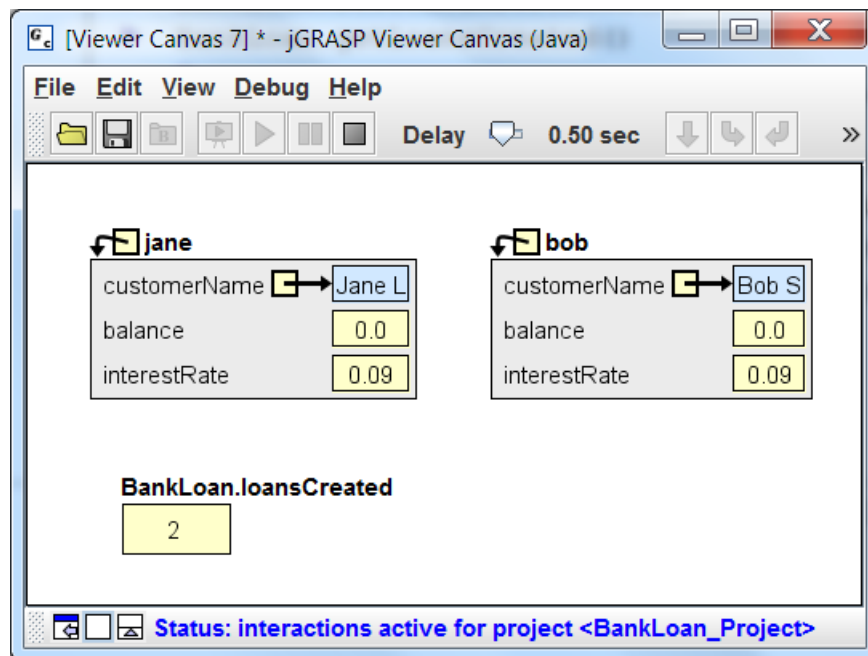 [Viewer Canvas 7] * - jGRASP Viewer Canvas (Java)
File Edit View Debug Help
Delay 0.50 sec »
jane bob
customerName Jane L customerName Bob S
balance 0.0 balance 0.0
interestRate 0.09 interestRate 0.09
BankLoan.loansCreated
2
Status: interactions active for project <BankLoan_Project>